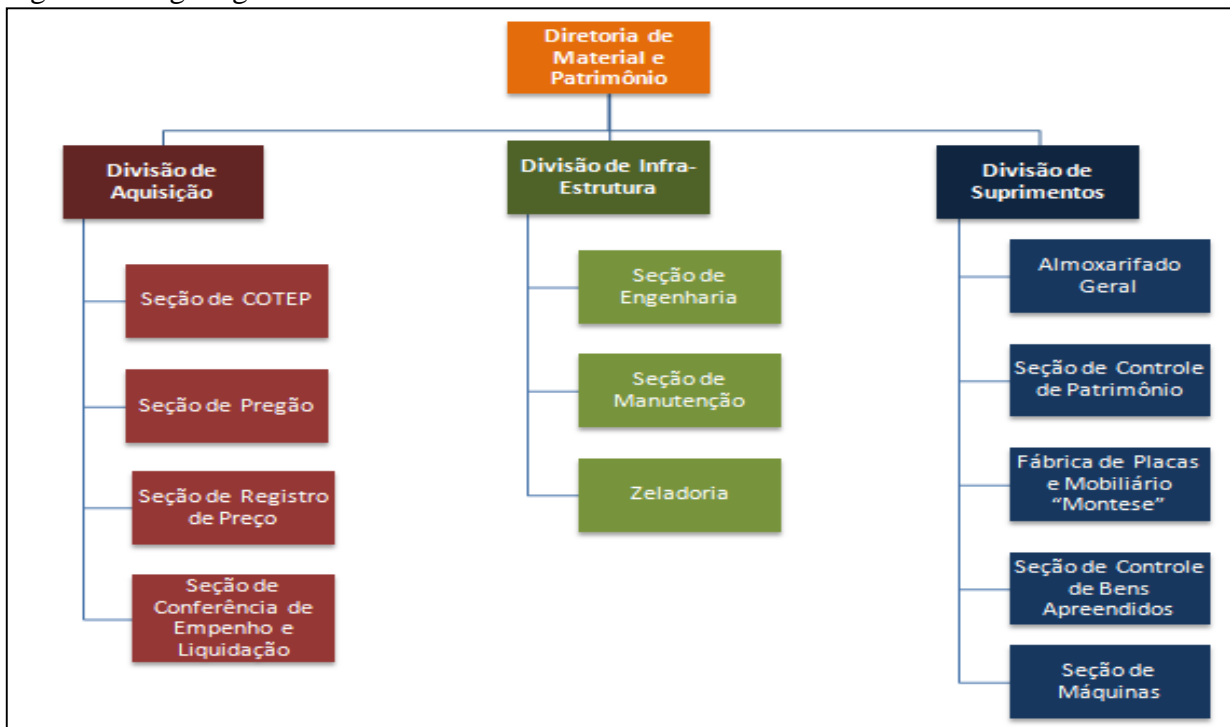 Diretoria de
Material e
Patrimônio
Divisão de
Aquisição
Seção de COTEP
Seção de Pregão
Seção de Registro
de Preço
Seção de
Conferência de
Empenho e
Liquidação
Divisão de Infra-
Estrutura
Seção de
Engenharia
Seção de
Manutenção
Zeladoria
Divisão de
Suprimentos
Almoxarifado
Geral
Seção de Controle
de Patrimônio
Fábrica de Placas
e Mobiliário
“Montese”
Seção de Controle
de Bens
Apreendidos
Seção de
Máquinas